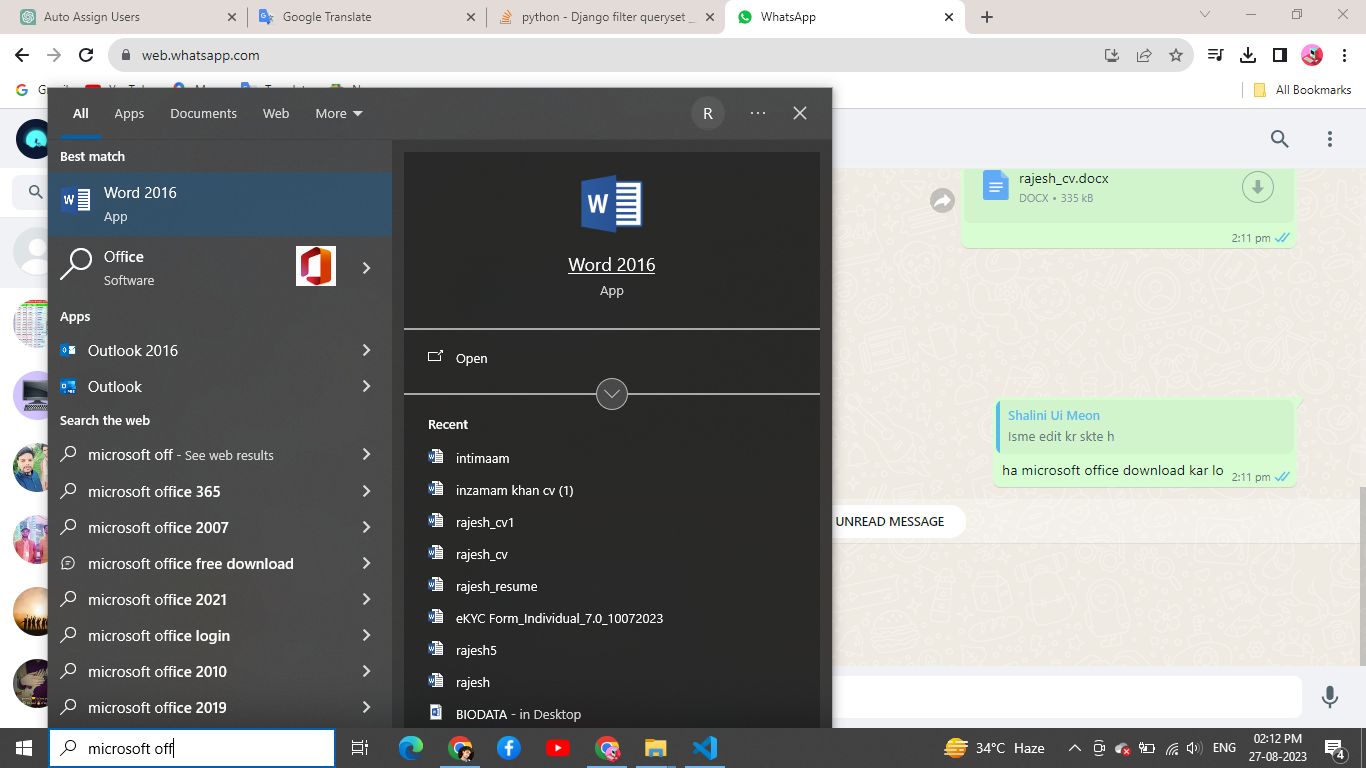 Auto Assign Users
Google Translate
python - Django filter queryset _
WhatsApp
web.whatsapp.com
All Bookmarks
All
Apps
Documents
Web
More
R
Best match
Word 2016
App
Office
Software
Apps
Outlook 2016
Outlook
Search the web
microsoft off - See web results
microsoft office 365
microsoft office 2007
microsoft office free download
microsoft office 2021
microsoft office login
microsoft office 2010
microsoft office 2019
Word 2016
App
Open
Recent
intimaam
inzamam khan cv (1)
rajesh_cv1
rajesh_cv
rajesh_resume
eKYC Form_Individual_7.0_10072023
rajesh5
rajesh
BIODATA - in Desktop
rajesh_cv.docx
DOCX • 335 kB
2:11 pm
Shalini Ui Meon
Isme edit kr skte h
ha microsoft office download kar lo
2:11 pm
UNREAD MESSAGE
microsoft off
34°C Haze
ENG
02:12 PM
27-08-2023
4